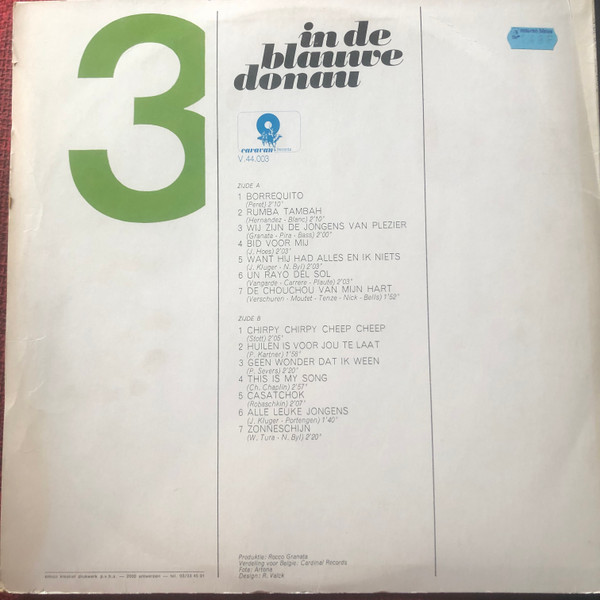 3
in de
blauwe
donau
caravan
V.44.003
ZIJDE A
1 BORREQUITO
(Peret) 2'10"
2 RUMBA TAMBAH
(Hernandez - Blanc) 2'10"
3 WIJ ZIJN DE JONGENS VAN PLEZIER
(Granata - Pira - Bass) 2'00"
4 BID VOOR MIJ
(J. Hoes) 2'03"
5 WANT HIJ HAD ALLES EN IK NIETS
(J. Kluger - N. Byl) 2'03"
6 UN RAYO DEL SOL
(Vangarde - Carrere - Plaute) 2'03"
7 DE CHOUCHOU VAN MIJN HART
(Verschuren - Moutet - Tenze - Nick - Bells) 1'52"
ZIJDE B
1 CHIRPY CHIRPY CHEEP CHEEP
(Stott) 2'05"
2 HUILEN IS VOOR JOU TE LAAT
(P. Kartner) 1'55"
3 GEEN WONDER DAT IK WEEN
(P. Severs) 2'20"
4 THIS IS MY SONG
(Ch. Chaplin) 2'57"
5 CASATCHOK
(Robaschkin) 2'07"
6 ALLE LEUKE JONGENS
(J. Kluger - Portengen) 1'40"
7 ZONNESCHIJN
(W. Tura - N. Byl) 2'20"
Produktie: Rocco Granata
Verdeling voor België: Cardinal Records
Foto: Artona
Design: R. Valck